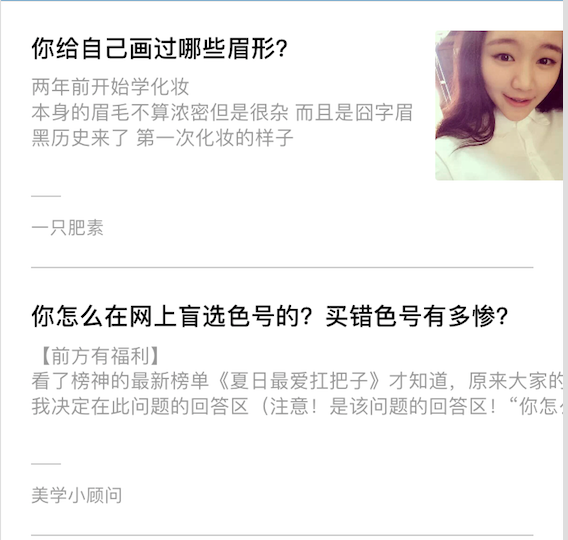 你给自己画过哪些眉形？
两年前开始学化妆
本身的眉毛不算浓密但是很杂 而且是囧字眉
黑历史来了 第一次化妆的样子
一只肥素
你怎么在网上盲选色号的？买错色号有多惨？
【前方有福利】
看了榜神的最新榜单《夏日最爱扛把子》才知道，原来大家的
我决定在此问题的回答区（注意！是该问题的回答区！“你怎
美学小顾问